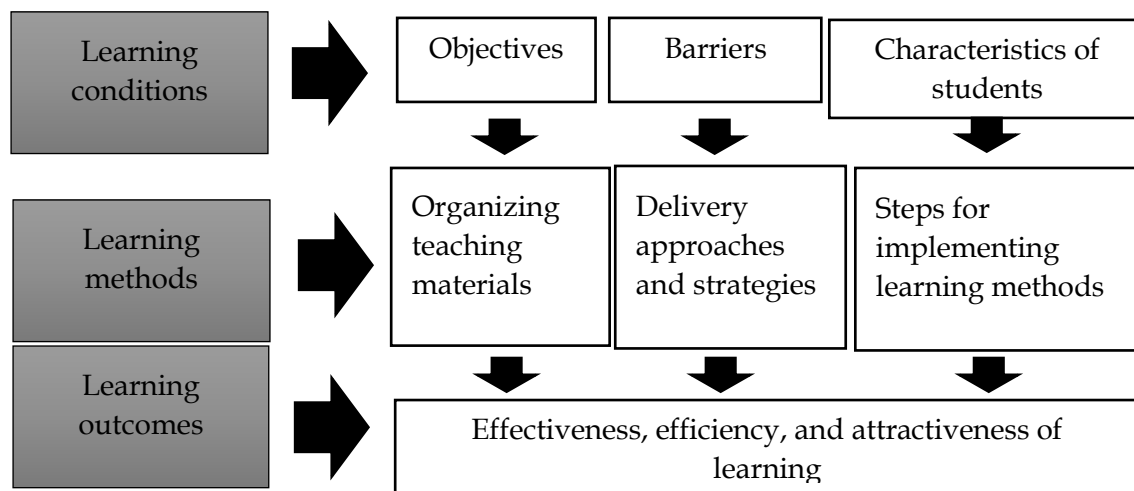 Learning
conditions
Objectives
Barriers
Characteristics of
students
Learning
methods
Organizing
teaching
materials
Delivery
approaches
and strategies
Steps for
implementing
learning methods
Learning
outcomes
Effectiveness, efficiency, and attractiveness of
learning